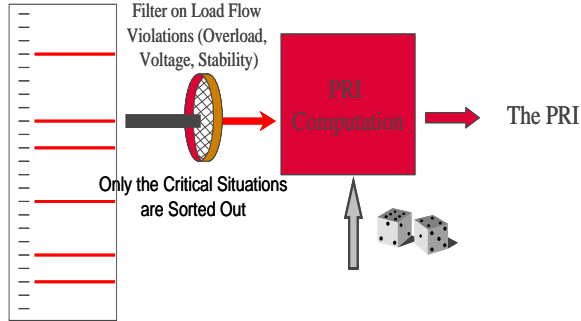 Filter on Load Flow
Violations (Overload,
Voltage, Stability)
PRI
Computation
The PRI
Only the Critical Situations
are Sorted Out